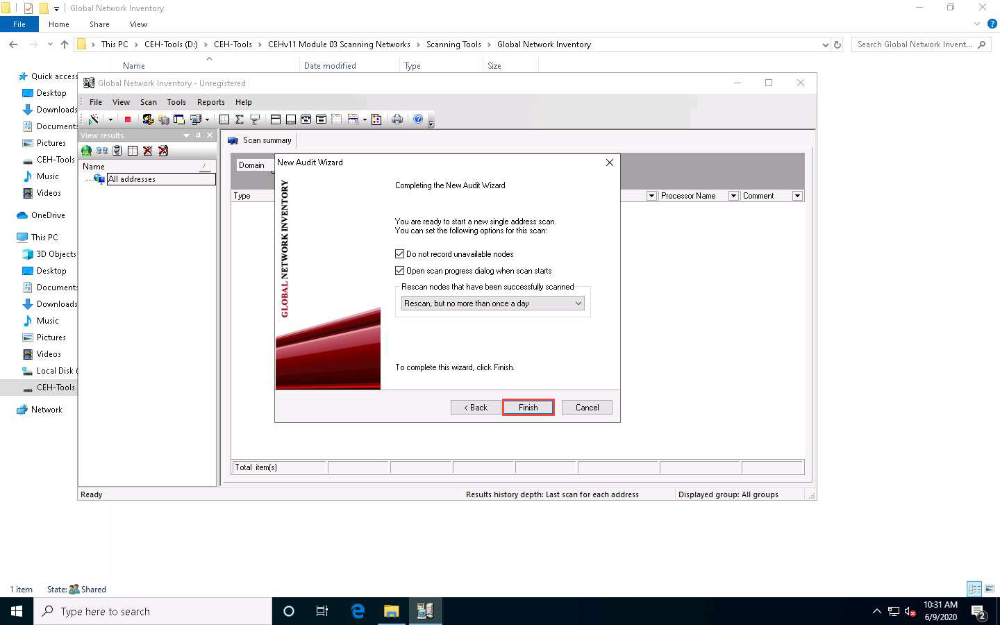 Global Network Inventory
File
Home
Share
View
This PC > CEH-Tools (D:) > CEH-Tools > CEHv11 Module 03 Scanning Networks > Scanning Tools > Global Network Inventory
Search Global Network Invent...
Name
Date modified
Type
Size
Quick access
Desktop
Downloads
Documents
Pictures
CEH-Tools
Music
Videos
OneDrive
This PC
3D Objects
Desktop
Documents
Downloads
Music
Pictures
Videos
Local Disk (
CEH-Tools
Network
Global Network Inventory - Unregistered
File
View
Scan
Tools
Reports
Help
View results
Name
All addresses
Scan summary
Domain
Type
Processor Name
Comment
New Audit Wizard
GLOBAL NETWORK INVENTORY
Completing the New Audit Wizard
You are ready to start a new single address scan.
You can set the following options for this scan:
Do not record unavailable nodes
Open scan progress dialog when scan starts
Rescan nodes that have been successfully scanned
Rescan, but no more than once a day
To complete this wizard, click Finish.
< Back
Finish
Cancel
Total item(s)
Ready
Results history depth: Last scan for each address
Displayed group: All groups
1 item
State: Shared
Type here to search
10:31 AM
6/9/2020
2